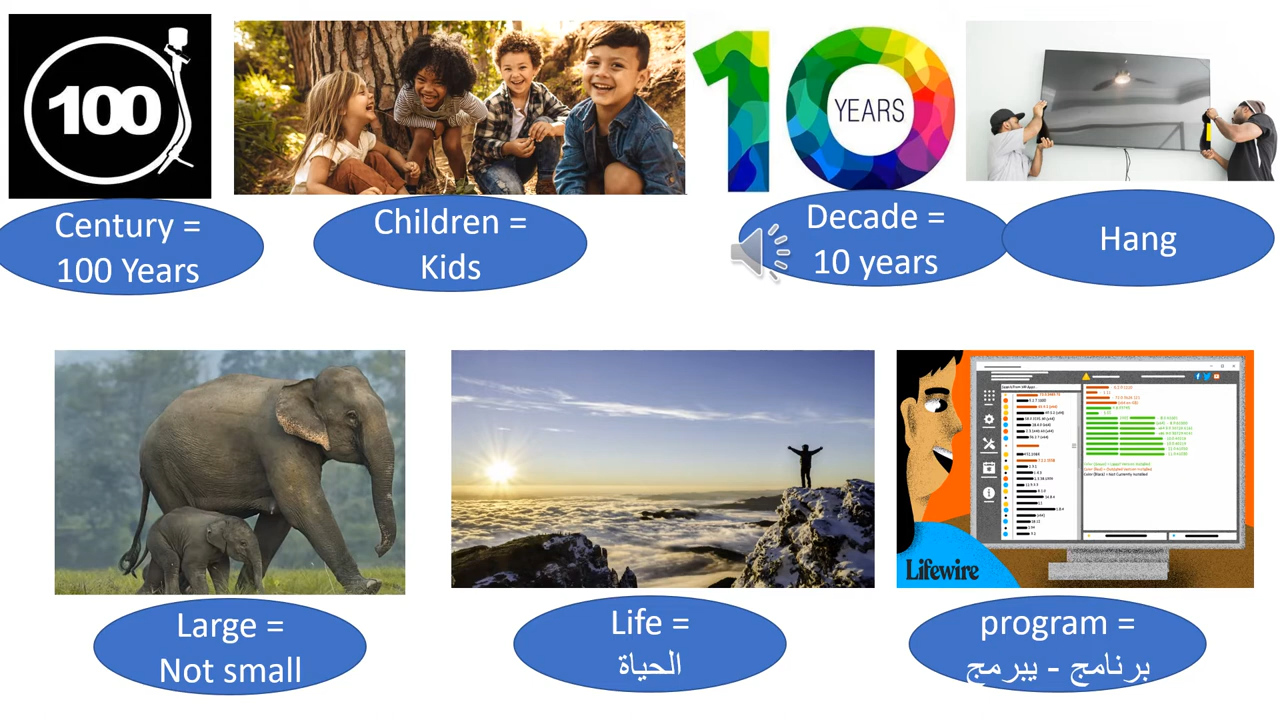 100
10
YEARS
Century =
100 Years
Children =
Kids
Decade =
10 years
Hang
Lifewire
Large =
Not small
Life =
الحياة
program =
برنامج - يبرمج